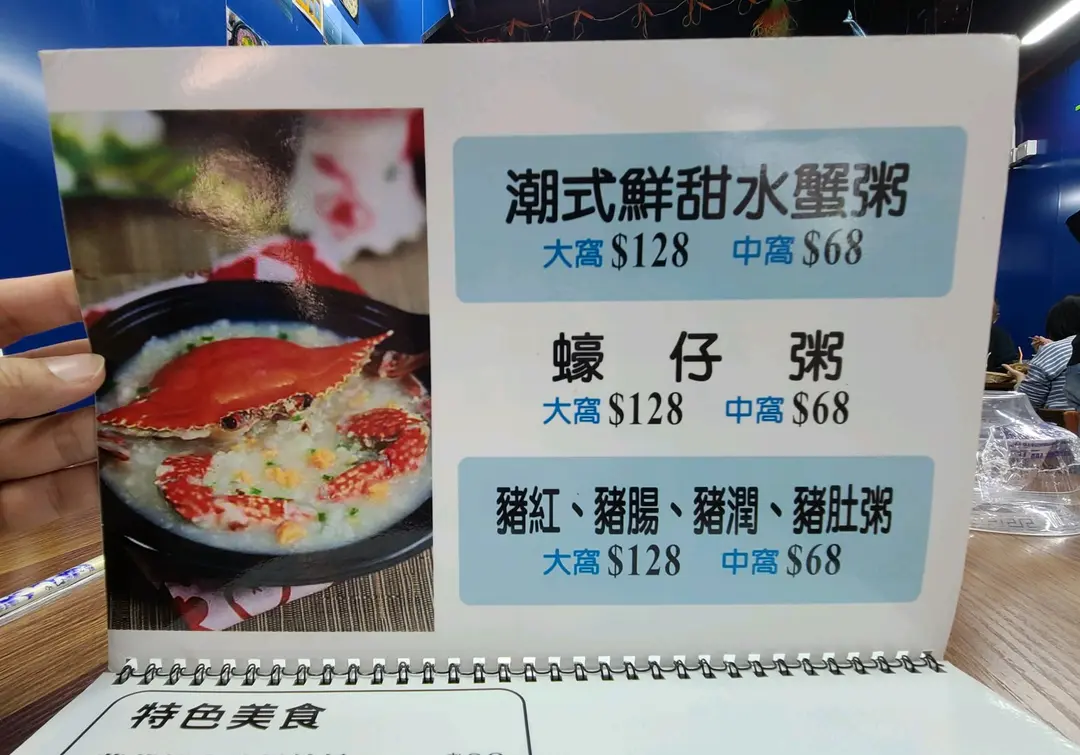 潮式鮮甜水蟹粥
大窩 $128 中窩 $68
蠔仔粥
大窩 $128 中窩 $68
豬紅、豬腸、豬潤、豬肚粥
大窩 $128 中窩 $68
特色美食